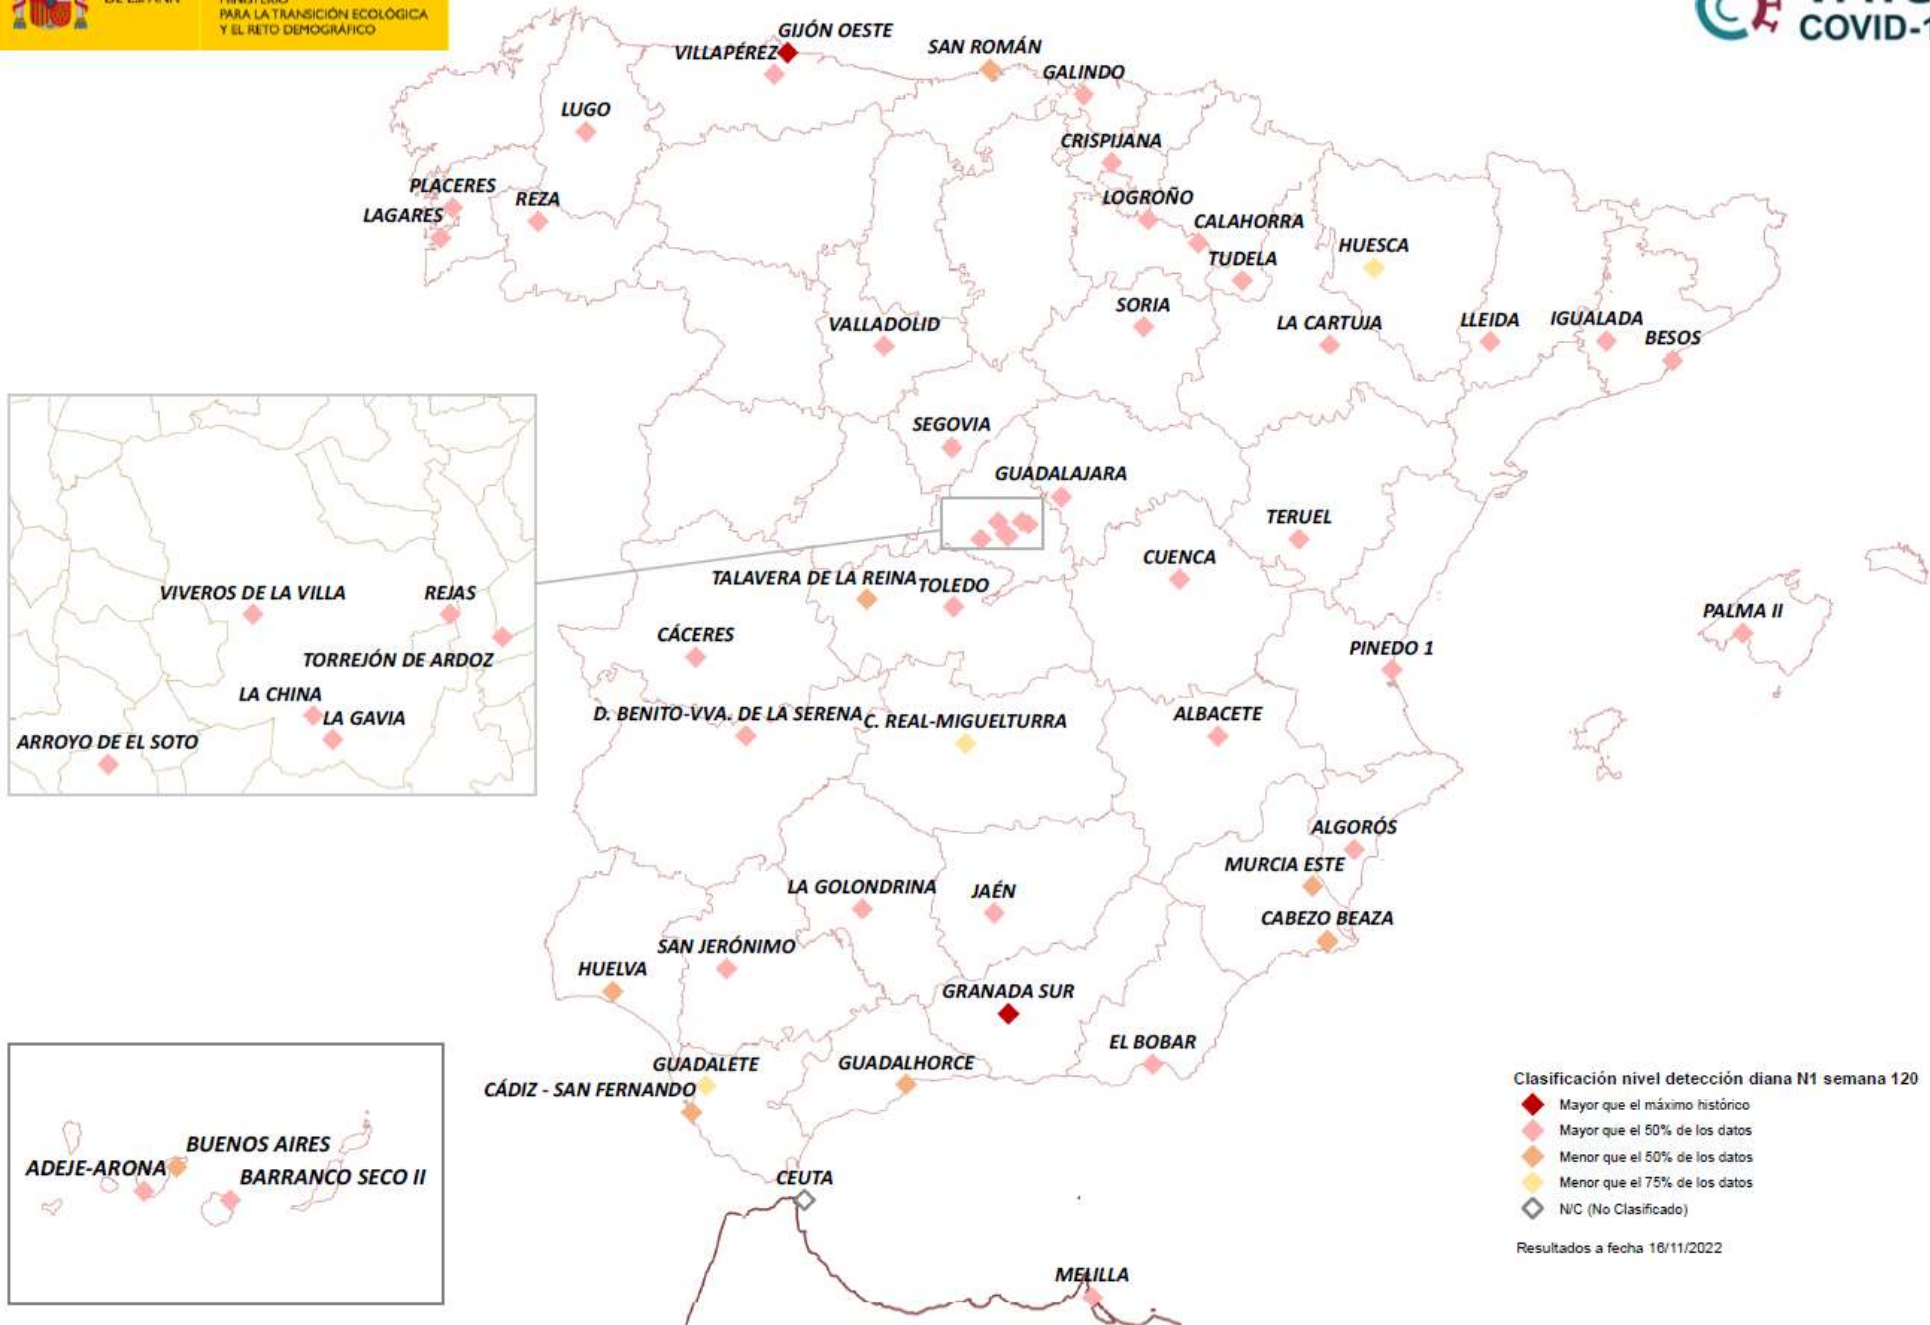 DE ESPAÑA
MINISTERIO
PARA LA TRANSICIÓN ECOLÓGICA
Y EL RETO DEMOGRÁFICO
COVID-1
GIJÓN OESTE
VILLAPÉREZ
SAN ROMÁN
GALINDO
LUGO
CRISPIJANA
PLACERES
REZA
LOGROÑO
LAGARES
CALAHORRA
HUESCA
TUDELA
SORIA
VALLADOLID
LA CARTUJA
LLEIDA
IGUALADA
BESOS
SEGOVIA
GUADALAJARA
TERUEL
CUENCA
TALAVERA DE LA REINA
TOLEDO
VIVEROS DE LA VILLA
REJAS
PALMA II
CÁCERES
PINEDO 1
TORREJÓN DE ARDOZ
LA CHINA
LA GAVIA
D. BENITO-VVA. DE LA SERENA
C. REAL-MIGUELTURRA
ALBACETE
ARROYO DE EL SOTO
ALGORÓS
MURCIA ESTE
LA GOLONDRINA
JAÉN
CABEZO BEAZA
SAN JERÓNIMO
HUELVA
GRANADA SUR
EL BOBAR
GUADALETE
GUADALHORCE
CÁDIZ - SAN FERNANDO
BUENOS AIRES
ADEJE-ARONA
BARRANCO SECO II
CEUTA
MELILLA
Clasificación nivel detección diana N1 semana 120
Mayor que el máximo histórico
Mayor que el 50% de los datos
Menor que el 50% de los datos
Menor que el 75% de los datos
N/C (No Clasificado)
Resultados a fecha 16/11/2022